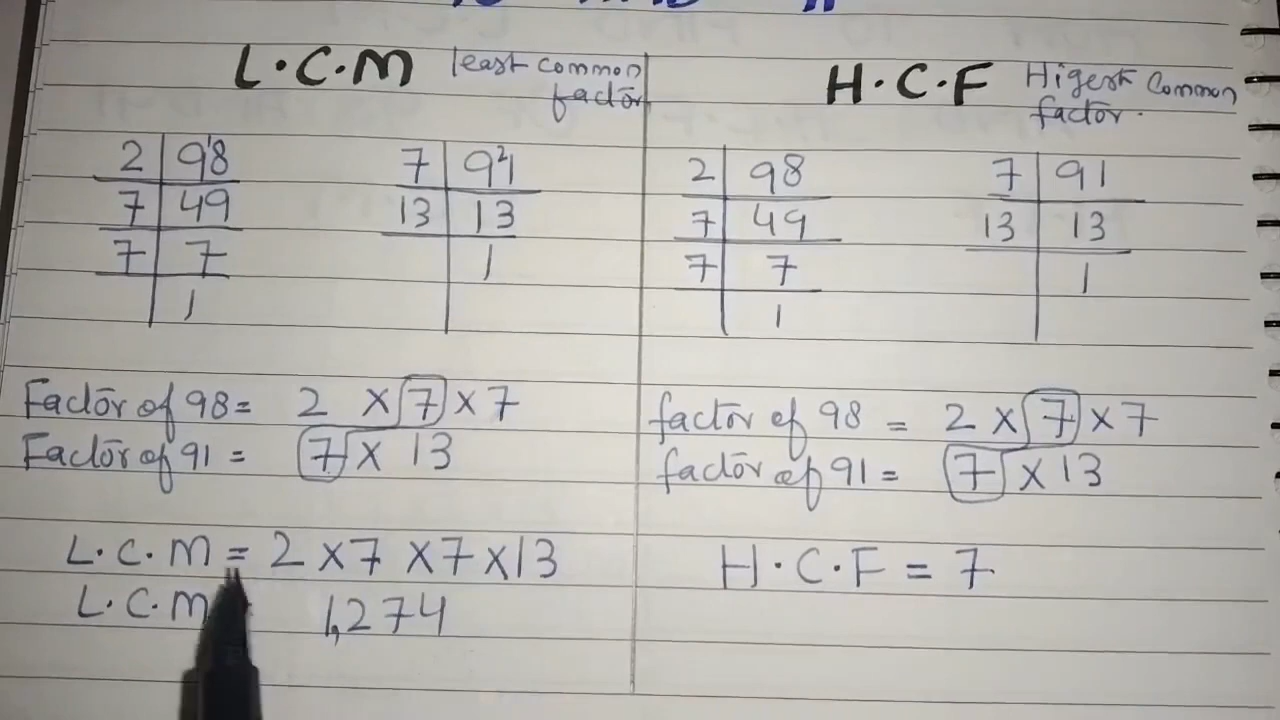 L.C.M least common
factor
2 | 98
7 | 49
7 | 7
1
7 | 91
13 | 13
1
Factor of 98 = 2 × 7 × 7
Factor of 91 = 7 × 13
L.C.M = 2 × 7 × 7 × 13
L.C.M 1,274
H.C.F Higest Common
factor.
2 | 98
7 | 49
7 | 7
1
7 | 91
13 | 13
1
factor of 98 = 2 × 7 × 7
factor of 91 = 7 × 13
H.C.F = 7